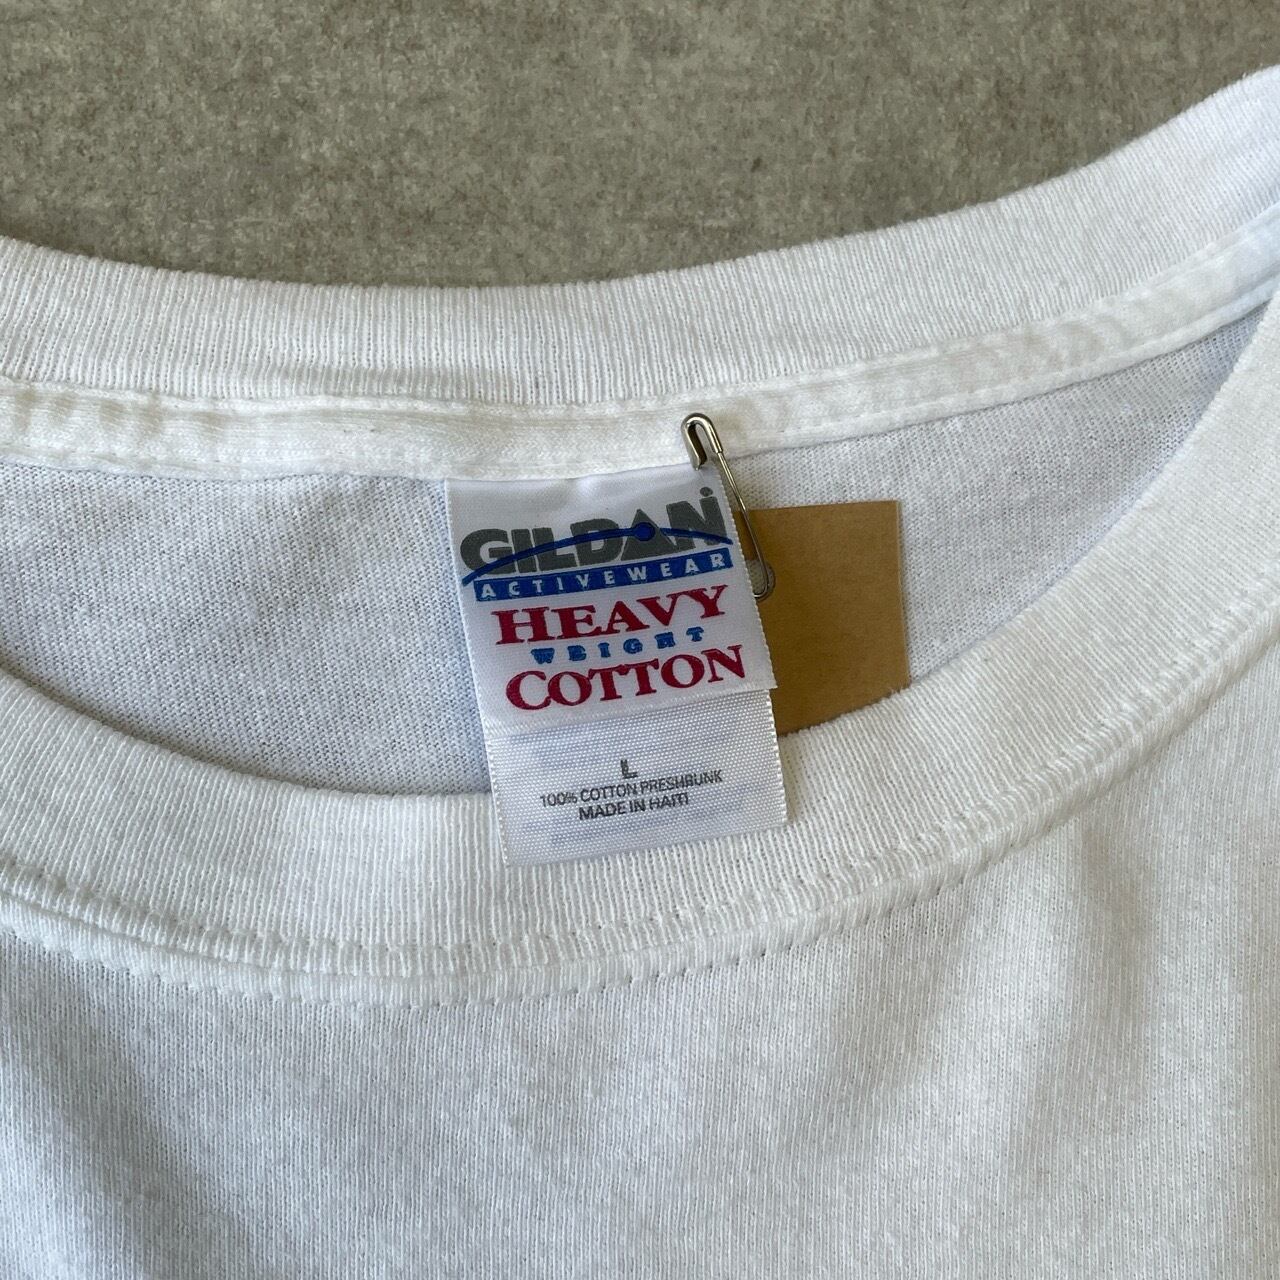 GILDAN
ACTIVEWEAR
HEAVY
WEIGHT
COTTON
L
100% COTTON PRESHRUNK
MADE IN HAITI